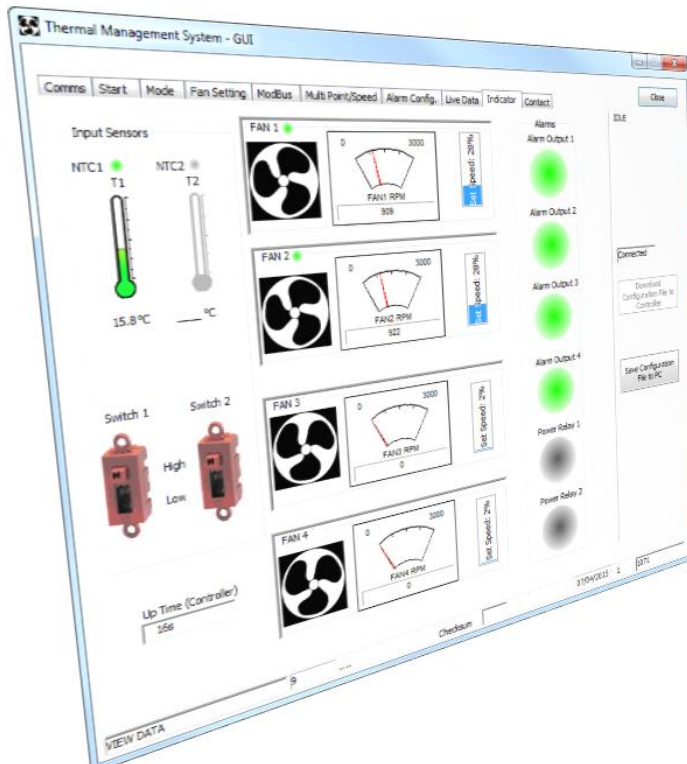 Thermal Management System - GUI
Comms Start Mode Fan Setting ModBus Multi Point/Speed Alarm Config. Live Data Indicator Contact
Close
Input Sensors
NTC1 NTC2
T1 T2
15.8°C ___ °C
Switch 1 Switch 2
High
Low
Up Time (Controller)
16s
FAN 1
0 3000
FAN1 RPM
909
Set Speed: 28%
FAN 2
0 3000
FAN2 RPM
922
Set Speed: 28%
FAN 3
0 3000
FAN3 RPM
0
Set Speed: 2%
FAN 4
0 3000
FAN4 RPM
0
Set Speed: 2%
Alarms
Alarm Output 1
Alarm Output 2
Alarm Output 3
Alarm Output 4
Power Relay 1
Power Relay 2
IDLE
Connected
Download
Configuration File to
Controller
Save Configuration
File to PC
VIEW DATA
9
----
Checksum
07/04/2015
1
1071